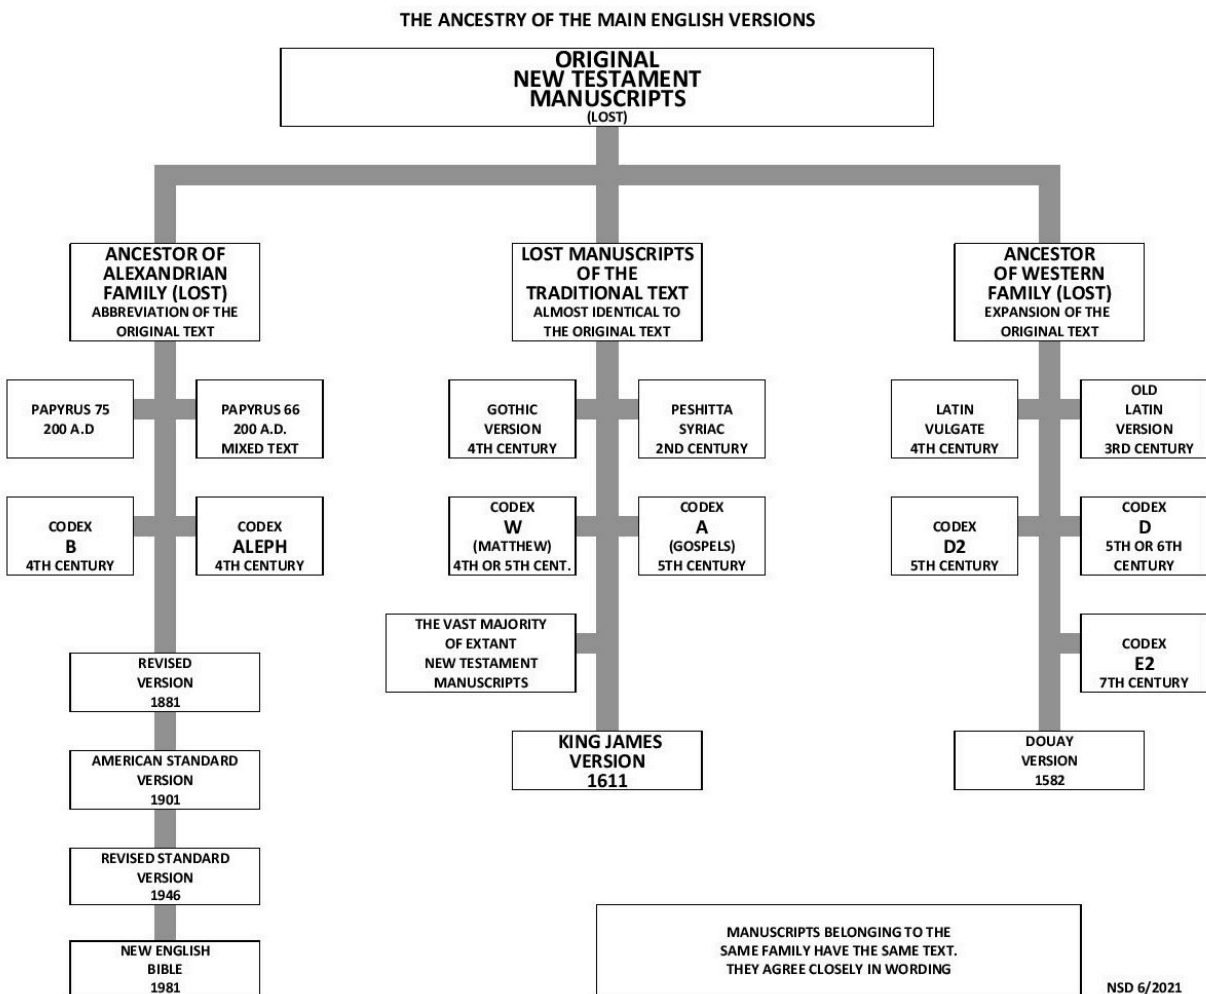 THE ANCESTRY OF THE MAIN ENGLISH VERSIONS
ORIGINAL
NEW TESTAMENT
MANUSCRIPTS
(LOST)
ANCESTOR OF
ALEXANDRIAN
FAMILY (LOST)
ABBREVIATION OF THE
ORIGINAL TEXT
LOST MANUSCRIPTS
OF THE
TRADITIONAL TEXT
ALMOST IDENTICAL TO
THE ORIGINAL TEXT
ANCESTOR
OF WESTERN
FAMILY (LOST)
EXPANSION OF THE
ORIGINAL TEXT
PAPYRUS 75
200 A.D
PAPYRUS 66
200 A.D.
MIXED TEXT
GOTHIC
VERSION
4TH CENTURY
PESHITTA
SYRIAC
2ND CENTURY
LATIN
VULGATE
4TH CENTURY
OLD
LATIN
VERSION
3RD CENTURY
CODEX
B
4TH CENTURY
CODEX
ALEPH
4TH CENTURY
CODEX
W
(MATTHEW)
4TH OR 5TH CENT.
CODEX
A
(GOSPELS)
5TH CENTURY
CODEX
D2
5TH CENTURY
CODEX
D
5TH OR 6TH
CENTURY
THE VAST MAJORITY
OF EXTANT
NEW TESTAMENT
MANUSCRIPTS
CODEX
E2
7TH CENTURY
REVISED
VERSION
1881
KING JAMES
VERSION
1611
DOUAY
VERSION
1582
AMERICAN STANDARD
VERSION
1901
REVISED STANDARD
VERSION
1946
NEW ENGLISH
BIBLE
1981
MANUSCRIPTS BELONGING TO THE
SAME FAMILY HAVE THE SAME TEXT.
THEY AGREE CLOSELY IN WORDING
NSD 6/2021